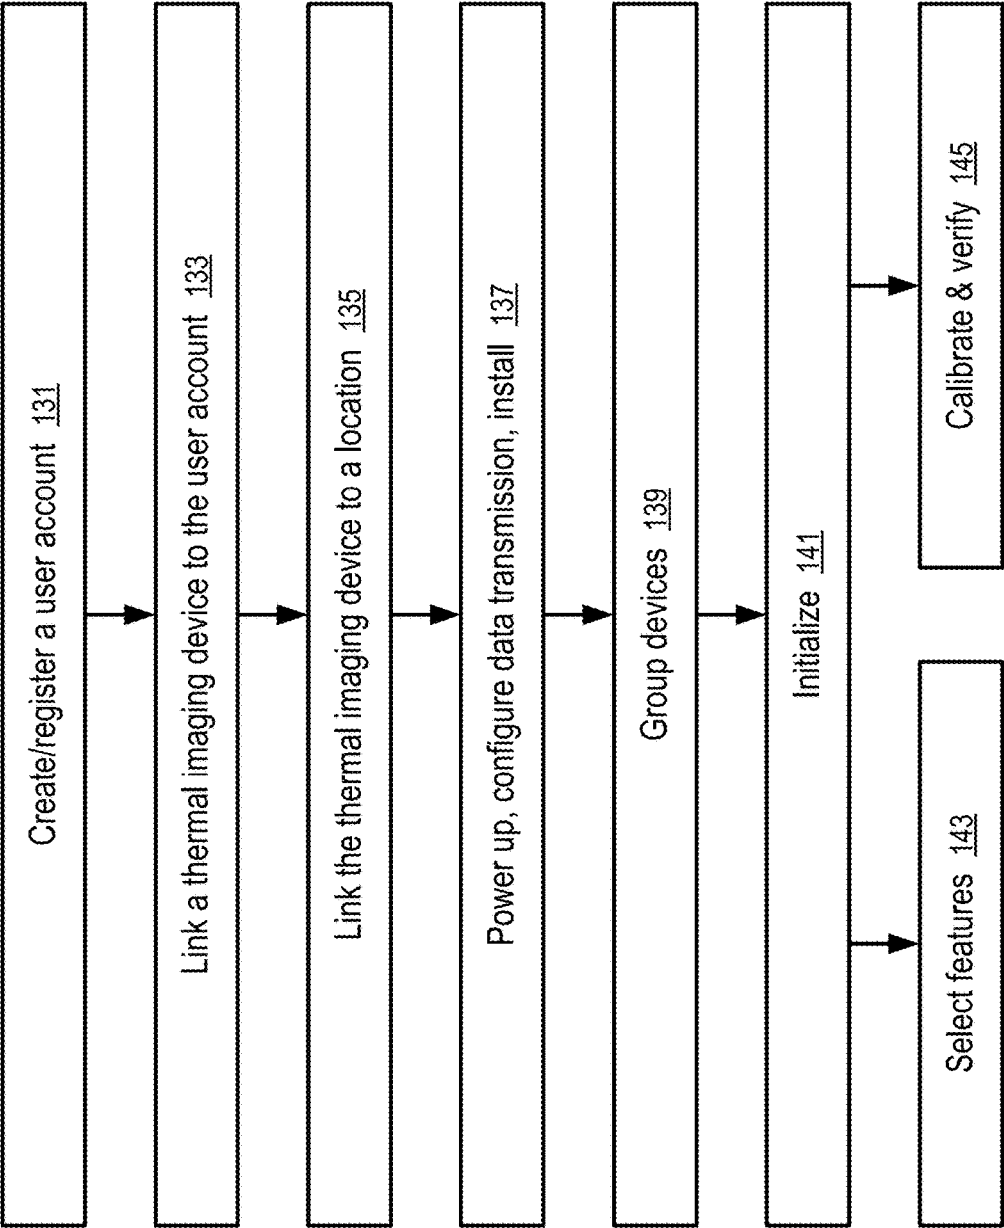 Create/register a user account 131
Link a thermal imaging device to the user account 133
Link the thermal imaging device to a location 135
Power up, configure data transmission, install 137
Group devices 139
Initialize 141
Select features 143
Calibrate & verify 145